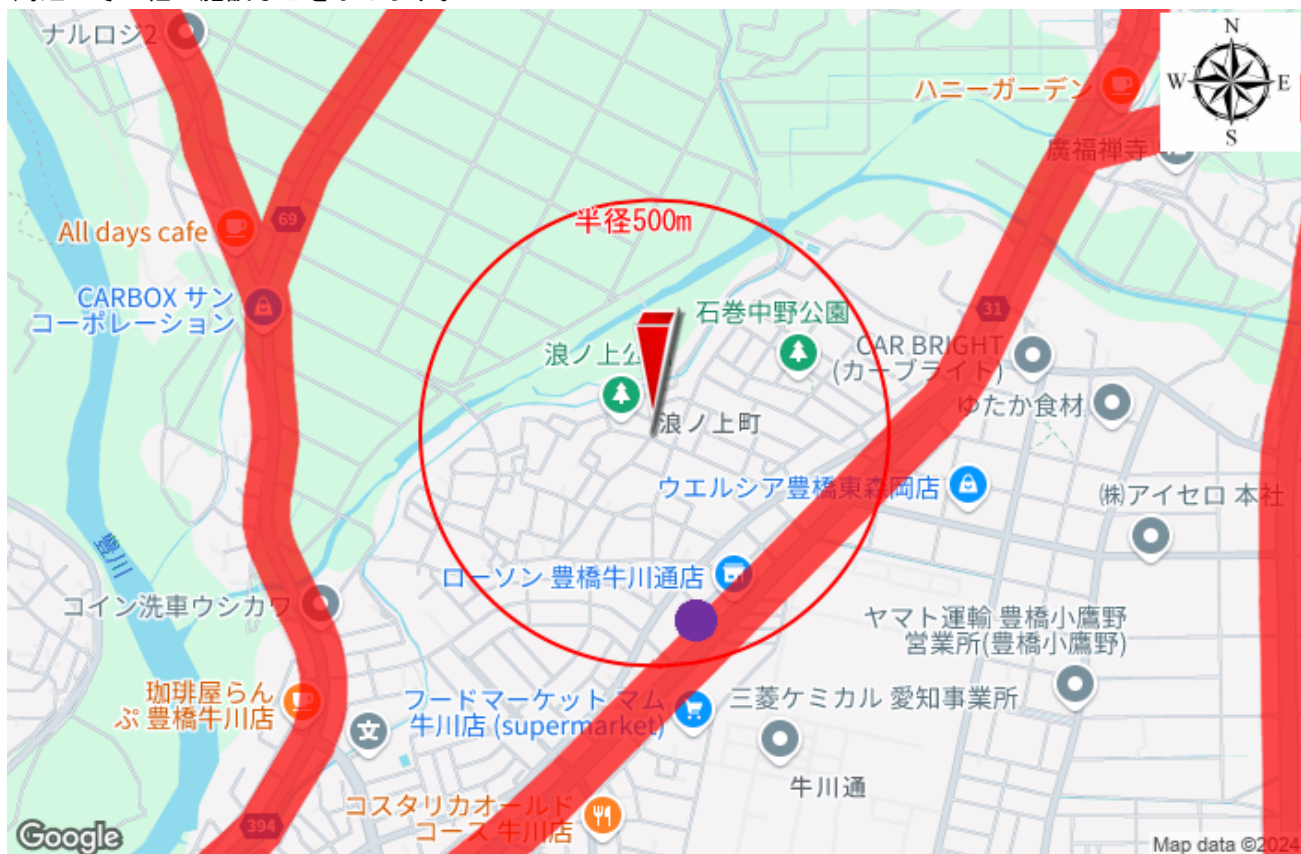 ナルロジ2
N
W
E
S
ハニーガーデン
廣福禅寺
69
半径500m
All days cafe
CARBOX サン
コーポレーション
石巻中野公園
31
浪ノ上公
CAR BRIGHT
(カーブライト)
ゆたか食材
浪ノ上町
ウエルシア豊橋東森岡店
(株)アイセロ 本社
豊川
ローソン 豊橋牛川通店
コイン洗車ウシカワ
ヤマト運輸 豊橋小鷹野
営業所(豊橋小鷹野)
珈琲屋らん
ぷ 豊橋牛川店
文
フードマーケット マム
牛川店 (supermarket)
三菱ケミカル 愛知事業所
牛川通
コスタリカオールド
コース 牛川店
394
Google
Map data ©2024